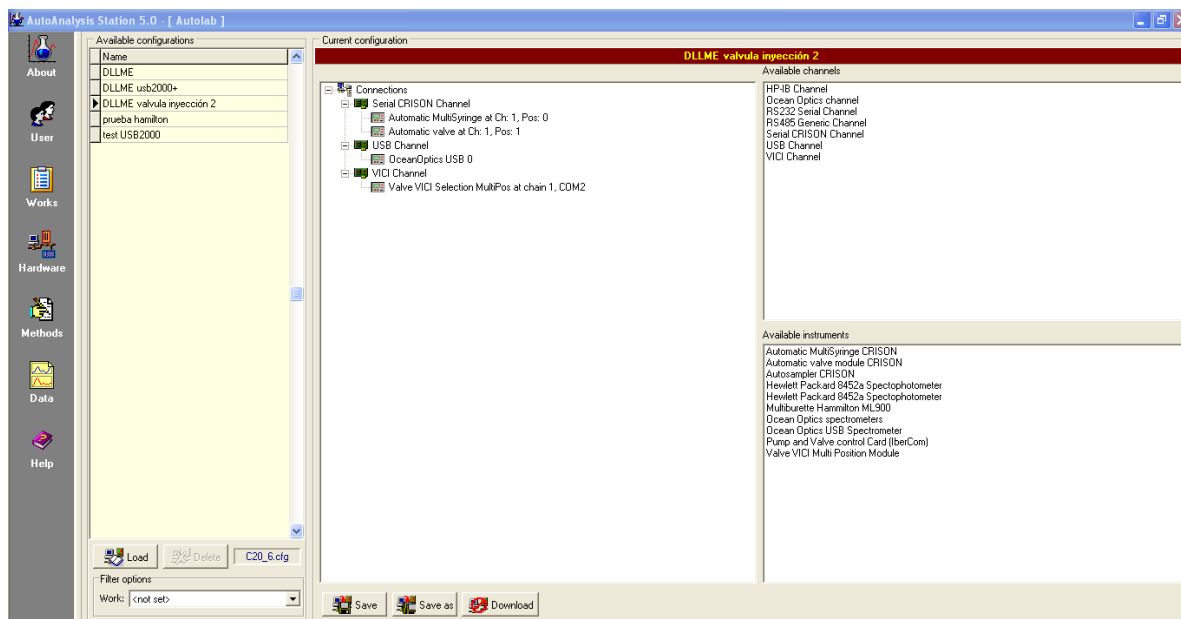 AutoAnalysis Station 5.0 - [ Autolab ]
About
User
Works
Hardware
Methods
Data
Help
Available configurations
Name
DLLME
DLLME usb2000+
DLLME valvula inyección 2
prueba hamilton
test USB2000
Load
Delete
C20_6.cfg
Filter options
Work: <not set>
Current configuration
DLLME valvula inyección 2
Connections
Serial CRISON Channel
Automatic MultiSyringe at Ch: 1, Pos: 0
Automatic valve at Ch: 1, Pos: 1
USB Channel
OceanOptics USB 0
VICI Channel
Valve VICI Selection MultiPos at chain 1, COM2
Save
Save as
Download
Available channels
HP-IB Channel
Ocean Optics channel
RS232 Serial Channel
RS485 Generic Channel
Serial CRISON Channel
USB Channel
VICI Channel
Available instruments
Automatic MultiSyringe CRISON
Automatic valve module CRISON
Autosampler CRISON
Hewlett Packard 8452a Spectophotometer
Hewlett Packard 8452a Spectophotometer
Multiburette Hammilton ML900
Ocean Optics spectrometers
Ocean Optics USB Spectrometer
Pump and Valve control Card (IberCom)
Valve VICI Multi Position Module